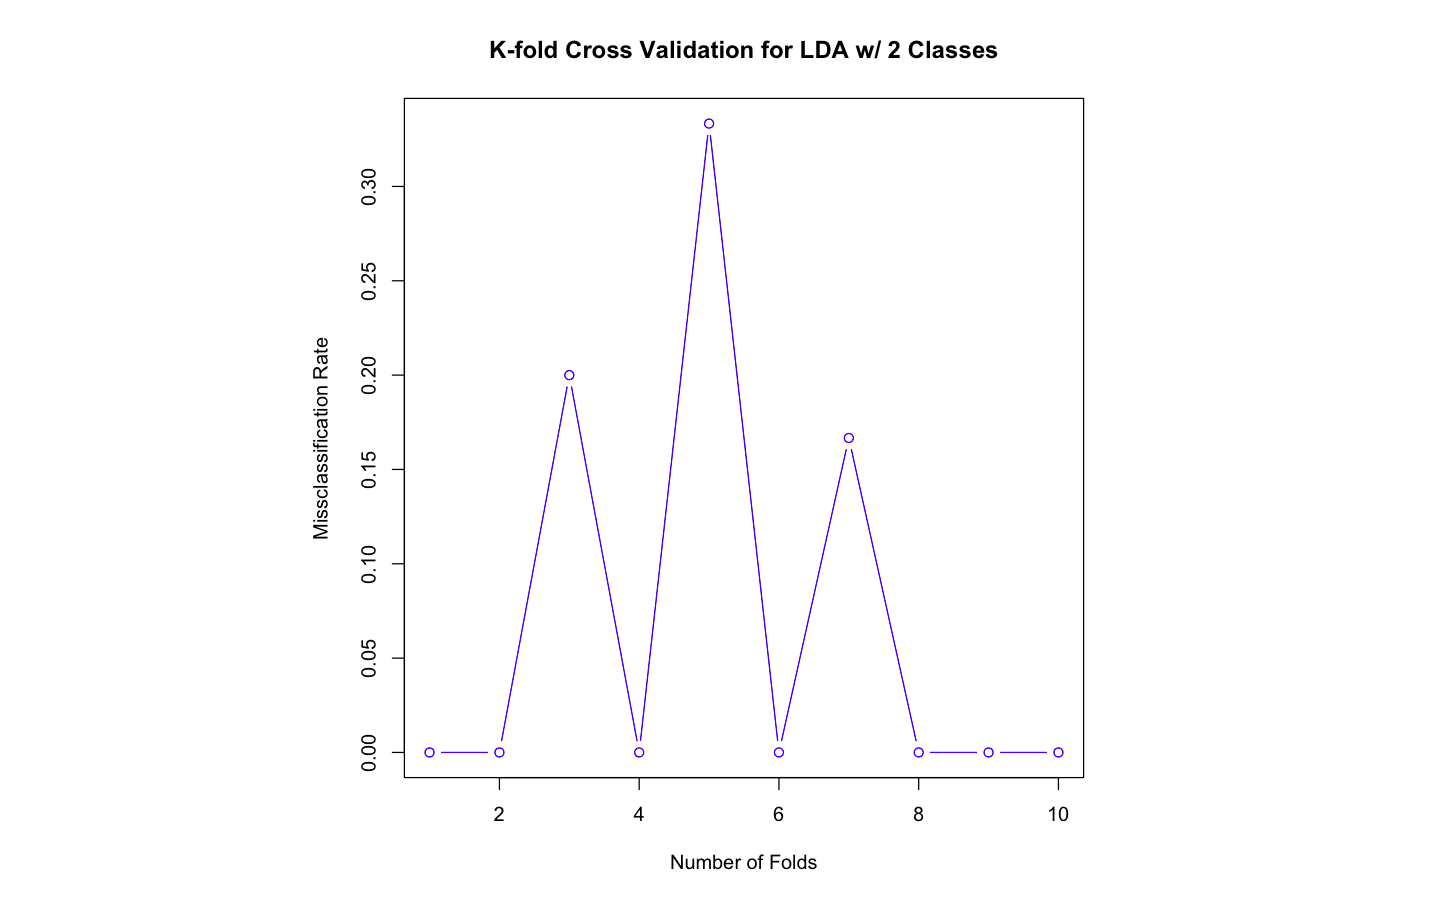 K-fold Cross Validation for LDA w/ 2 Classes
0.30
0.25
0.20
0.15
0.10
0.05
0.00
Missclassification Rate
2 4 6 8 10
Number of Folds